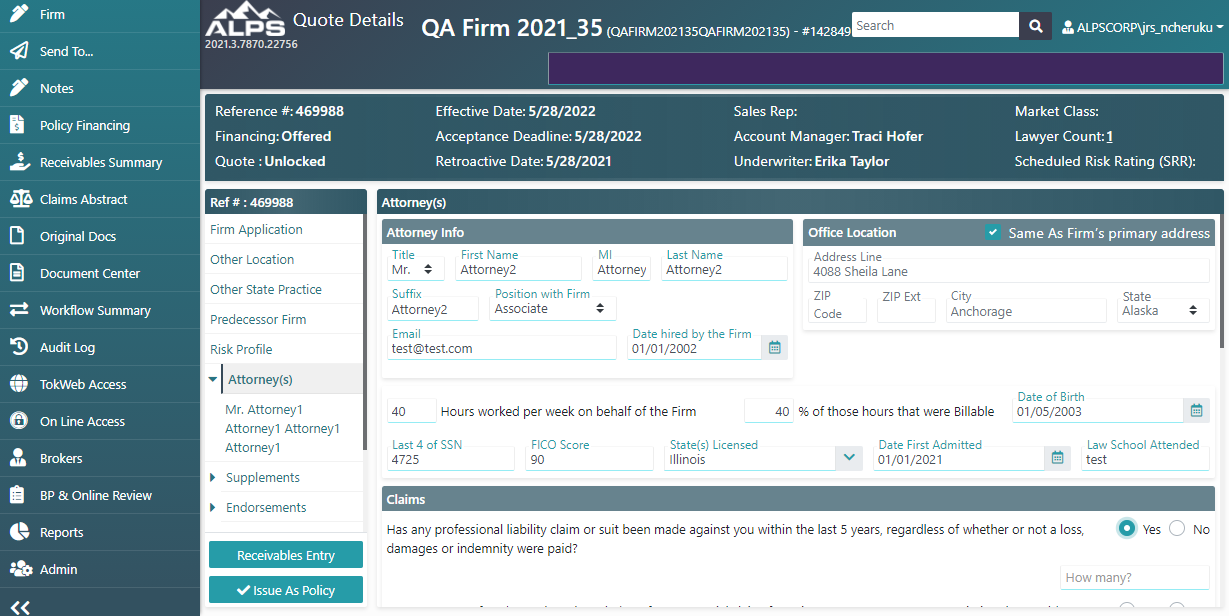 Firm
Send To...
Notes
Policy Financing
Receivables Summary
Claims Abstract
Original Docs
Document Center
Workflow Summary
Audit Log
TokWeb Access
On Line Access
Brokers
BP & Online Review
Reports
Admin
ALPS
2021.3.7870.22756
Quote Details
QA Firm 2021_35 (QAFIRM202135QAFIRM202135) - #142849
Search
ALPSCORP\jrs_ncheruku
Reference #: 469988
Effective Date: 5/28/2022
Sales Rep:
Market Class:
Financing: Offered
Acceptance Deadline: 5/28/2022
Account Manager: Traci Hofer
Lawyer Count: 1
Quote : Unlocked
Retroactive Date: 5/28/2021
Underwriter: Erika Taylor
Scheduled Risk Rating (SRR):
Ref # : 469988
Firm Application
Other Location
Other State Practice
Predecessor Firm
Risk Profile
Attorney(s)
Mr. Attorney1
Attorney1 Attorney1
Attorney1
Supplements
Endorsements
Receivables Entry
Issue As Policy
Attorney(s)
Attorney Info
Title
Mr.
First Name
Attorney2
MI
Attorney
Last Name
Attorney2
Suffix
Attorney2
Position with Firm
Associate
Email
test@test.com
Date hired by the Firm
01/01/2002
Office Location
Same As Firm's primary address
Address Line
4088 Sheila Lane
ZIP
Code
ZIP Ext
City
Anchorage
State
Alaska
40 Hours worked per week on behalf of the Firm
40 % of those hours that were Billable
Date of Birth
01/05/2003
Last 4 of SSN
4725
FICO Score
90
State(s) Licensed
Illinois
Date First Admitted
01/01/2021
Law School Attended
test
Claims
Has any professional liability claim or suit been made against you within the last 5 years, regardless of whether or not a loss,
damages or indemnity were paid?
Yes No
How many?